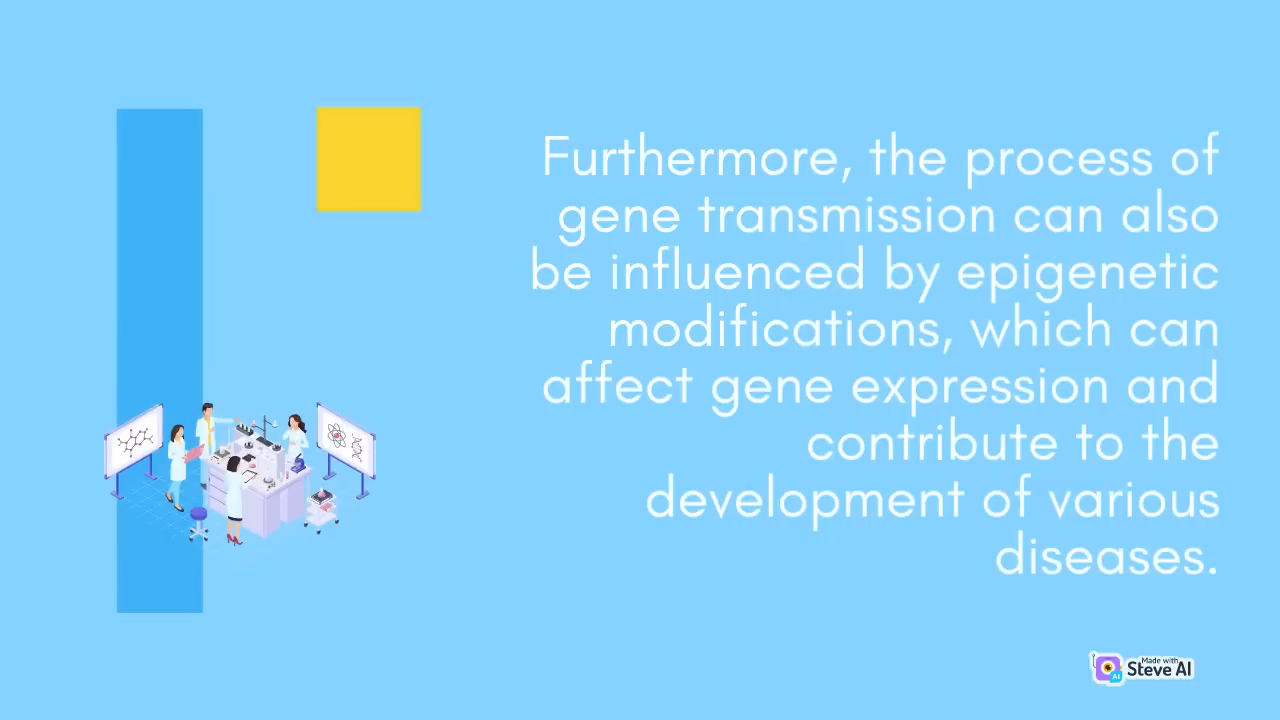 Furthermore, the process of
gene transmission can also
be influenced by epigenetic
modifications, which can
affect gene expression and
contribute to the
development of various
diseases.
Made with
Steve AI
AI